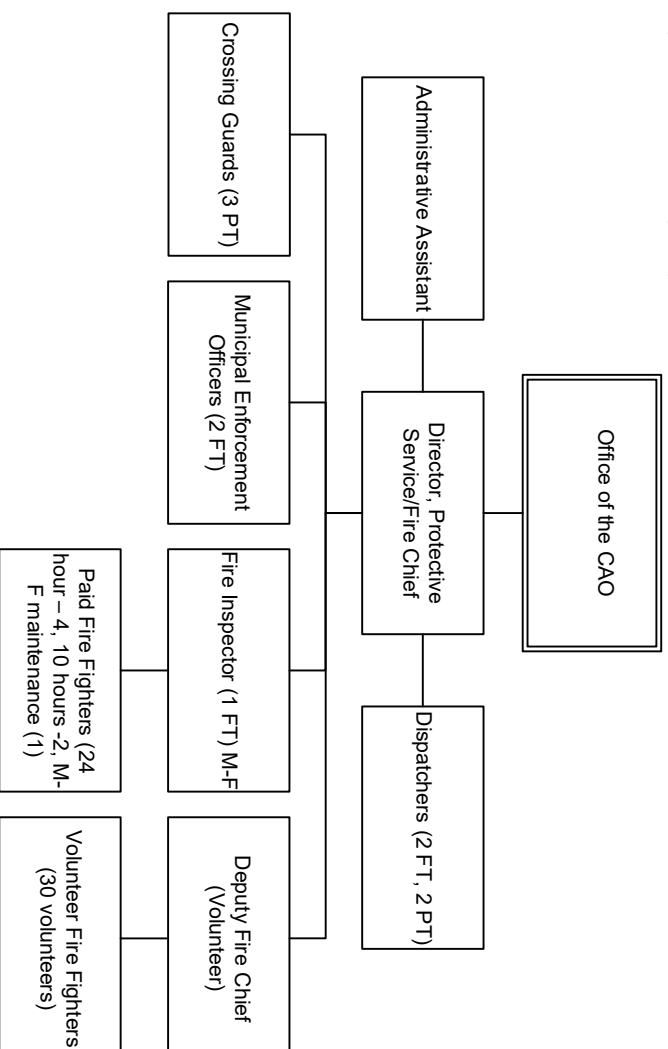 Office of the CAO
Administrative Assistant
Director, Protective
Service/Fire Chief
Dispatchers (2 FT, 2 PT)
Crossing Guards (3 PT)
Municipal Enforcement
Officers (2 FT)
Fire Inspector (1 FT) M-F
Deputy Fire Chief
(Volunteer)
Paid Fire Fighters (24
hour – 4, 10 hours -2, M-
F maintenance (1)
Volunteer Fire Fighters
(30 volunteers)